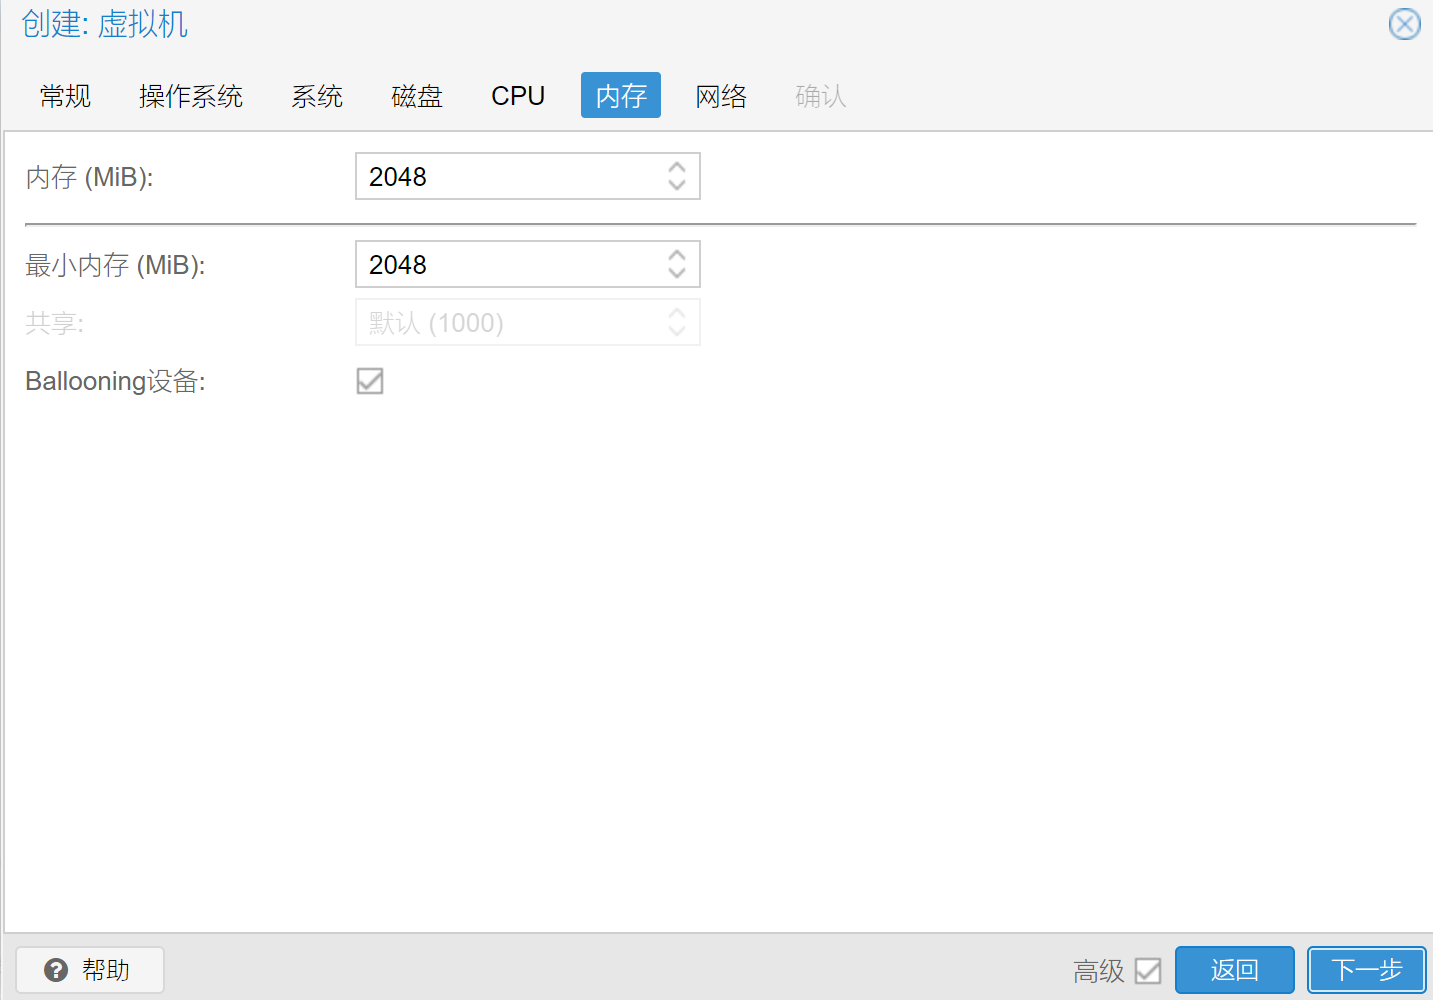 创建: 虚拟机
常规 操作系统 系统 磁盘 CPU 内存 网络 确认
内存 (MiB): 2048
最小内存 (MiB): 2048
共享: 默认 (1000)
Ballooning设备:
帮助 高级 返回 下一步